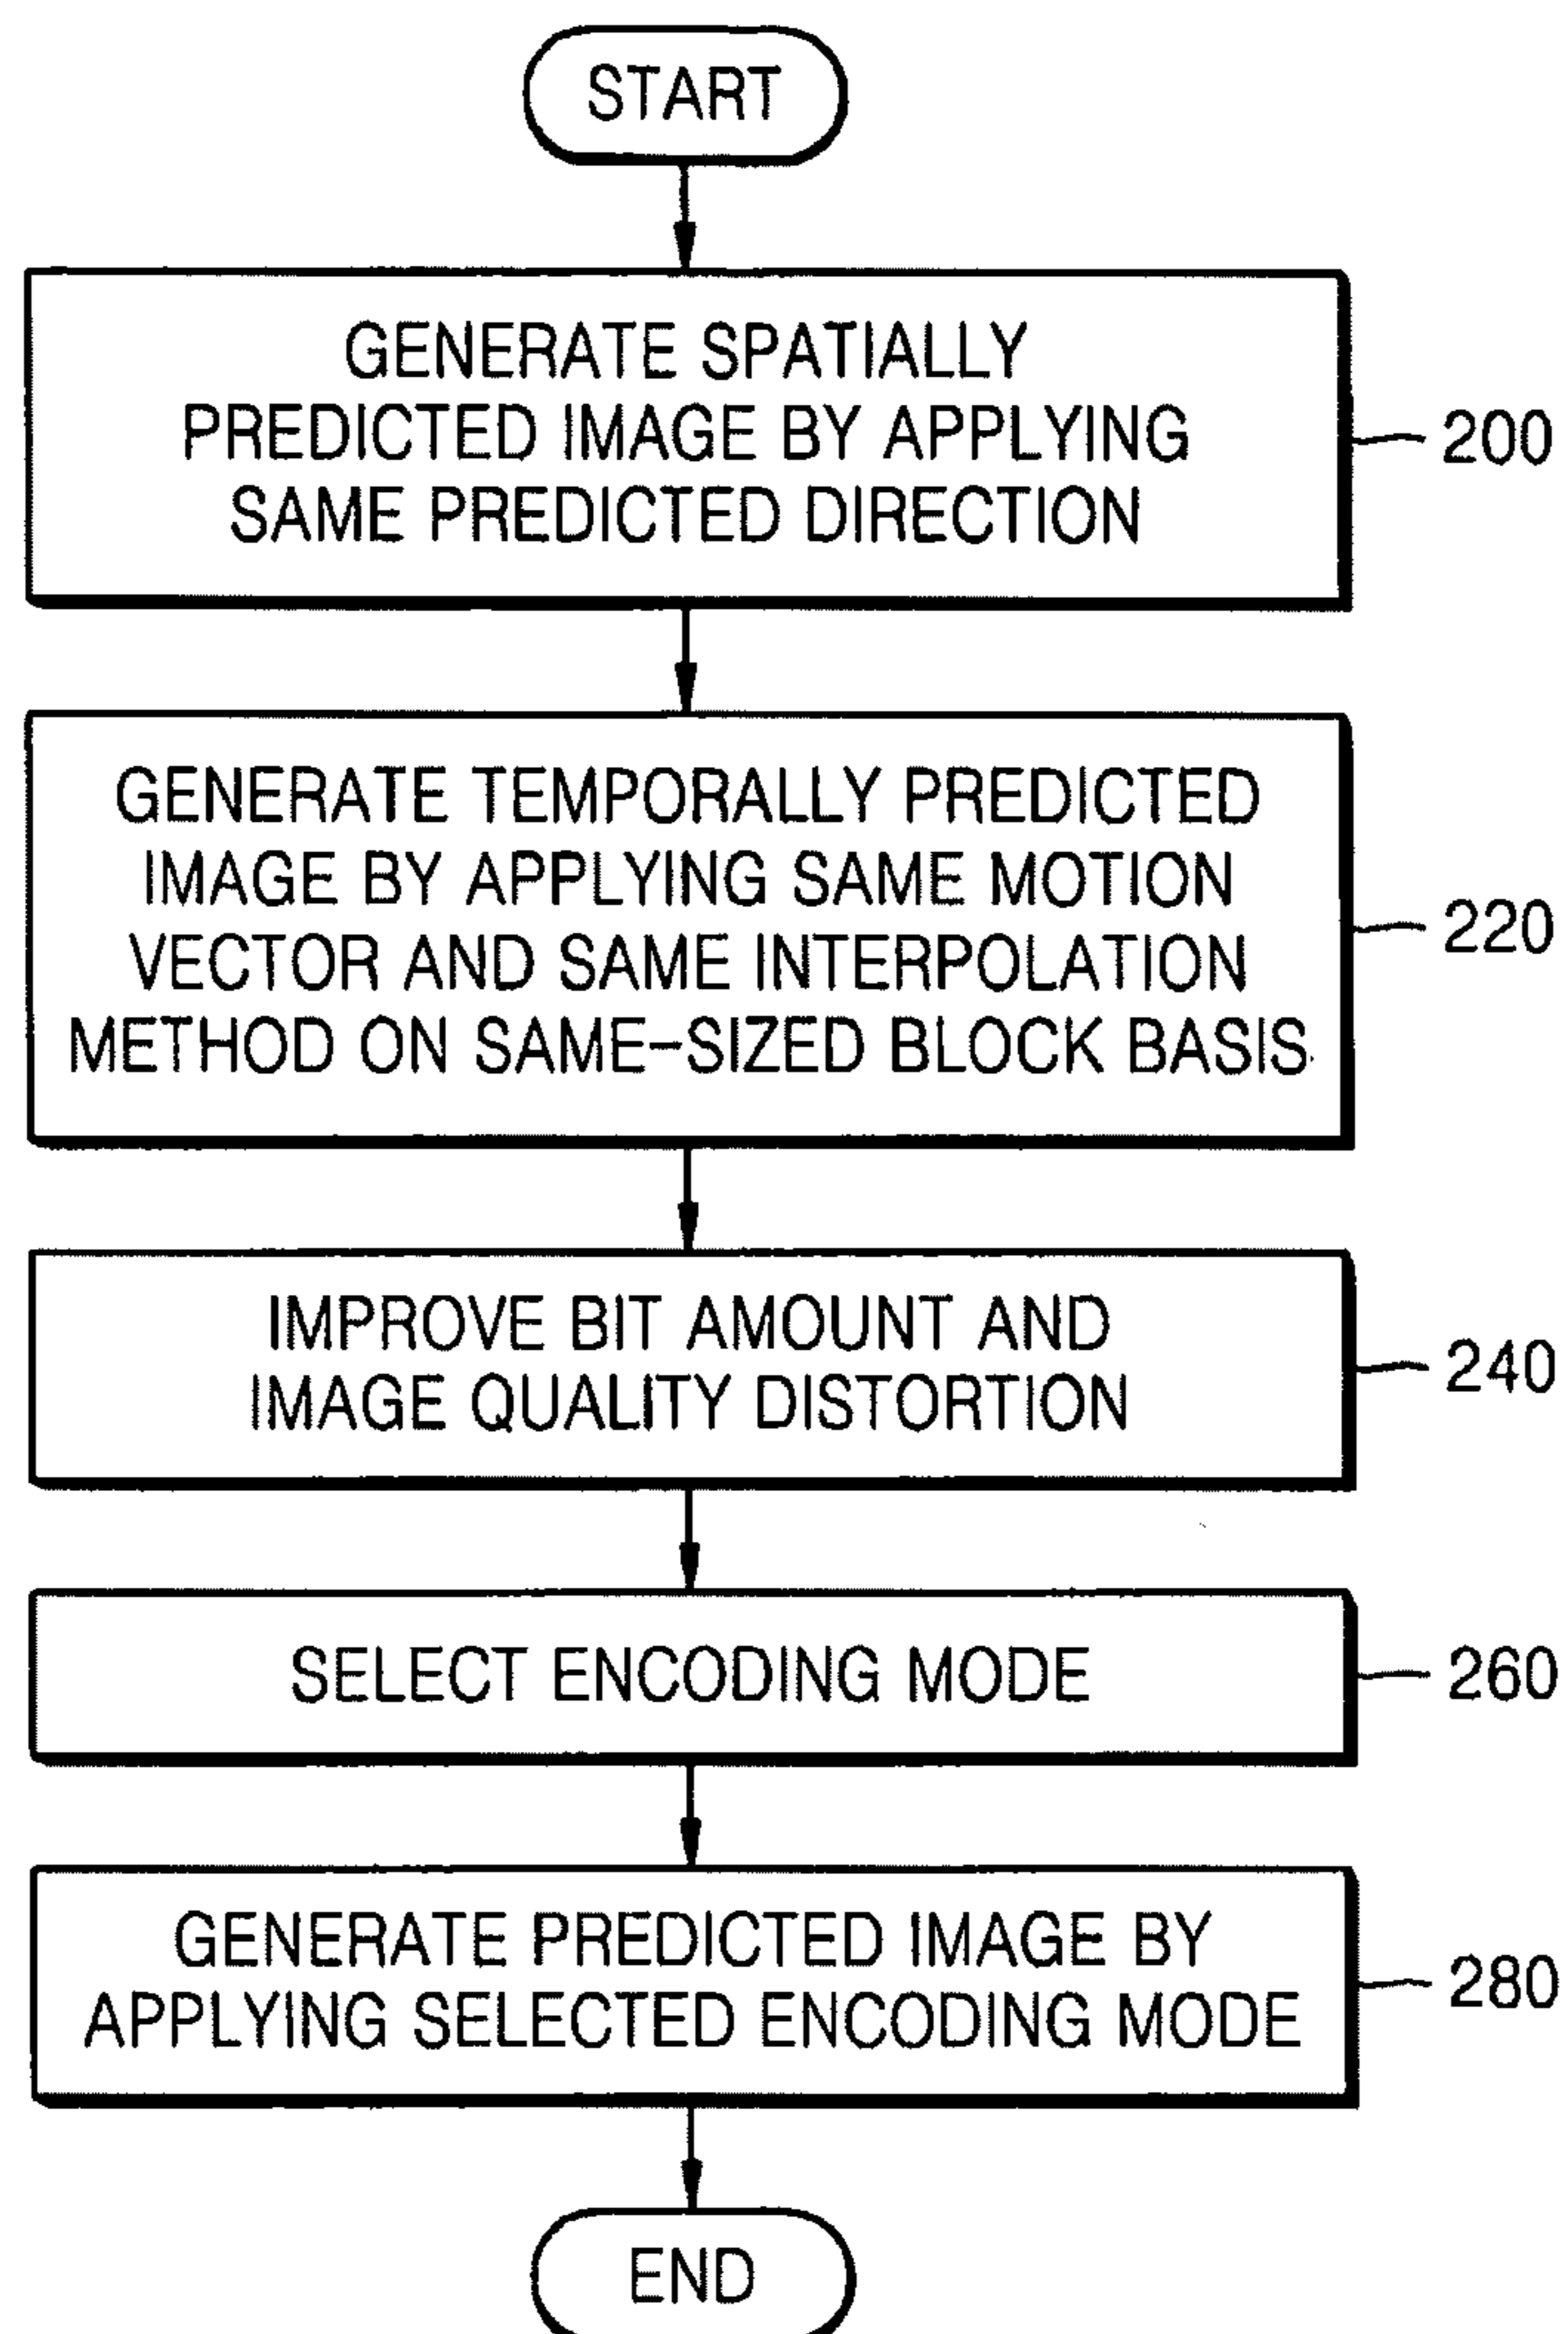 START
GENERATE SPATIALLY
PREDICTED IMAGE BY APPLYING
SAME PREDICTED DIRECTION
200
GENERATE TEMPORALLY PREDICTED
IMAGE BY APPLYING SAME MOTION
VECTOR AND SAME INTERPOLATION
METHOD ON SAME-SIZED BLOCK BASIS
220
IMPROVE BIT AMOUNT AND
IMAGE QUALITY DISTORTION
240
SELECT ENCODING MODE
260
GENERATE PREDICTED IMAGE BY
APPLYING SELECTED ENCODING MODE
280
END